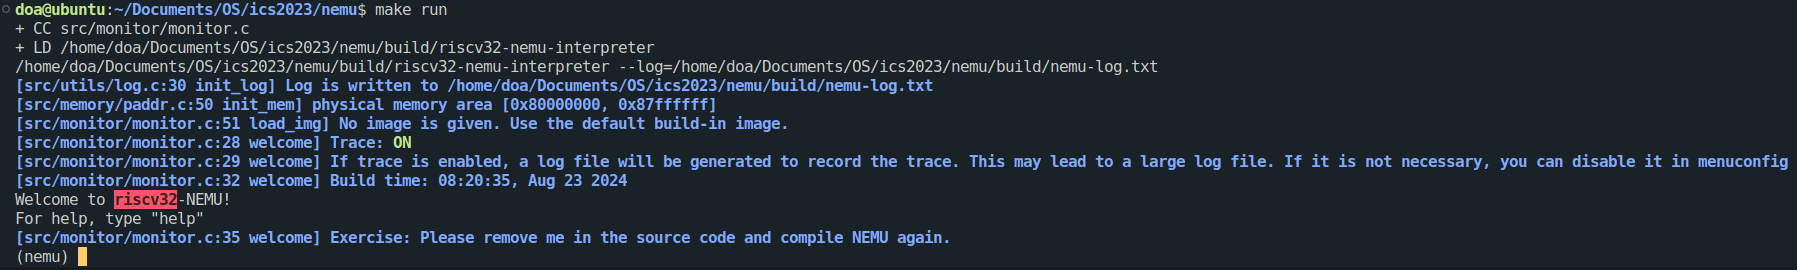 doa@ubuntu:~/Documents/OS/ics2023/nemu$ make run
+ CC src/monitor/monitor.c
+ LD /home/doa/Documents/OS/ics2023/nemu/build/riscv32-nemu-interpreter
/home/doa/Documents/OS/ics2023/nemu/build/riscv32-nemu-interpreter --log=/home/doa/Documents/OS/ics2023/nemu/build/nemu-log.txt
[src/utils/log.c:30 init_log] Log is written to /home/doa/Documents/OS/ics2023/nemu/build/nemu-log.txt
[src/memory/paddr.c:50 init_mem] physical memory area [0x80000000, 0x87ffffff]
[src/monitor/monitor.c:51 load_img] No image is given. Use the default build-in image.
[src/monitor/monitor.c:28 welcome] Trace: ON
[src/monitor/monitor.c:29 welcome] If trace is enabled, a log file will be generated to record the trace. This may lead to a large log file. If it is not necessary, you can disable it in menuconfig
[src/monitor/monitor.c:32 welcome] Build time: 08:20:35, Aug 23 2024
Welcome to riscv32-NEMU!
For help, type "help"
[src/monitor/monitor.c:35 welcome] Exercise: Please remove me in the source code and compile NEMU again.
(nemu)